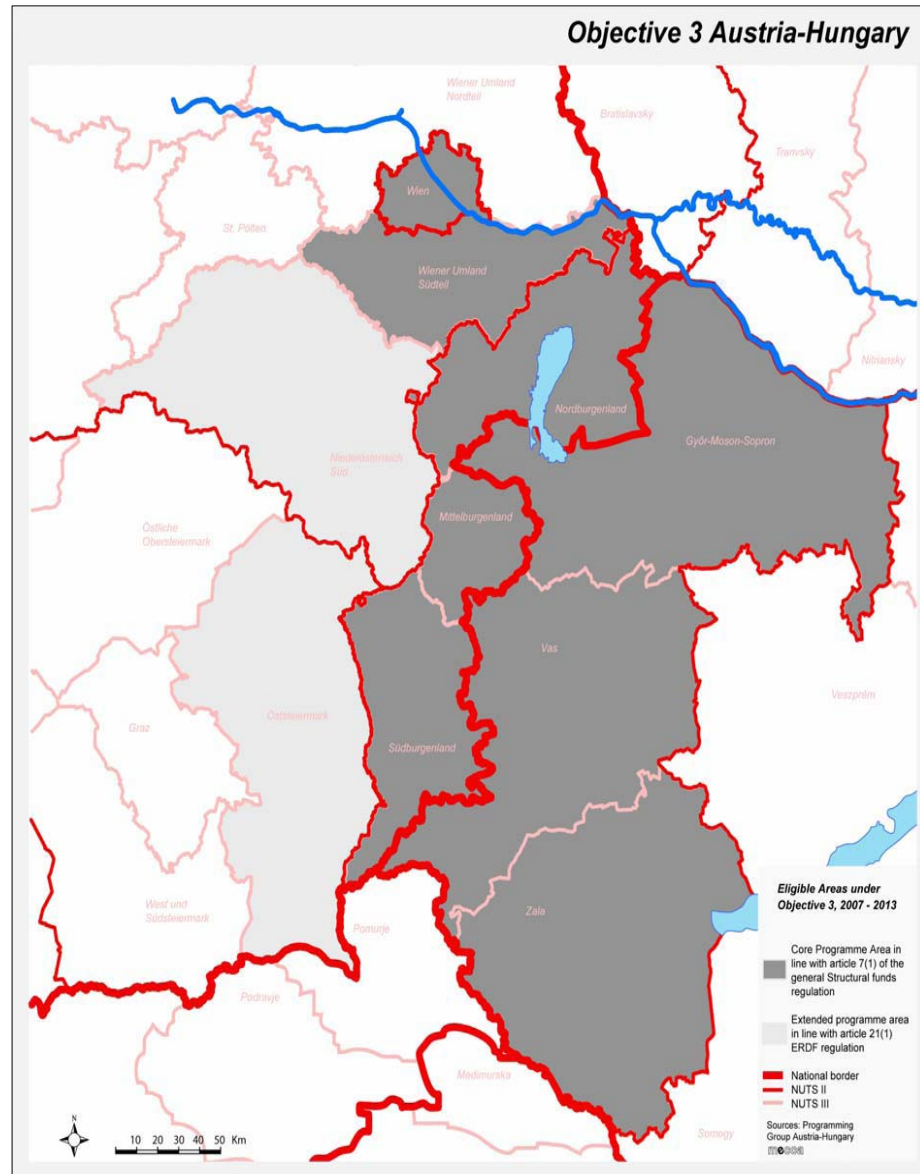 Objective 3 Austria-Hungary
Wiener Umland
Nordteil
Bratislavsky
Trnavsky
Wien
St. Pölten
Wiener Umland
Südteil
Nitriansky
Nordburgenland
Győr-Moson-Sopron
Niederösterreich
Süd
Mittelburgenland
Östliche
Obersteiermark
Vas
Veszprém
Oststeiermark
Graz
Südburgenland
Eligible Areas under
Objective 3, 2007 - 2013
West und
Südsteiermark
Zala
Pomurje
Core Programme Area in
line with article 7(1) of the
general Structural funds
regulation
Podravje
Extended programme area
in line with article 21(1)
ERDF regulation
Medimurska
National border
NUTS II
NUTS III
Somogy
Sources: Programming
Group Austria-Hungary
mecca
N
10 20 30 40 50 Km